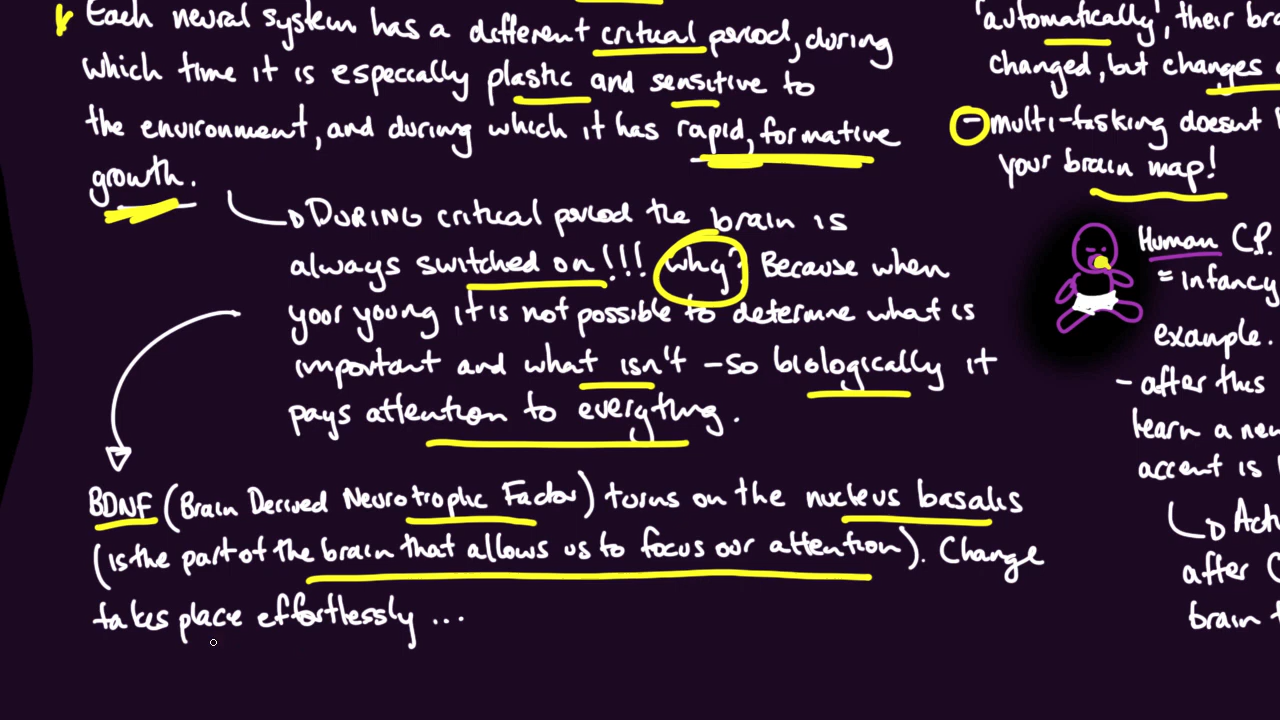 Each neural system has a different critical period, during
which time it is especcally plastic and sensitive to
the environment, and during which it has rapid, formative
growth.
DURING critical period the brain is
always switched on!!! why? Because when
yoor young it is not possible to determine what is
important and what isn't - so biologically it
pays attention to everything.
BDNF (Brain Derived Neurotrophic Factor) turns on the nucleus basalis
(is the part of the brain that allows us to focus our attention). Change
takes place effortlessly ...
'automatically', their bra
changed, but changes
- multi-tasking doesnt
your brain map!
Human C.P.
= infancy
example.
- after this
learn a new
accent is
Act
after C
brain t